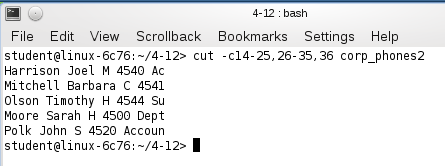 4-12 : bash
File Edit View Scrollback Bookmarks Settings Help
student@linux-6c76:~/4-12> cut -c14-25,26-35,36 corp_phones2
Harrison Joel M 4540 Ac
Mitchell Barbara C 4541
Olson Timothy H 4544 Su
Moore Sarah H 4500 Dept
Polk John S 4520 Accoun
student@linux-6c76:~/4-12>